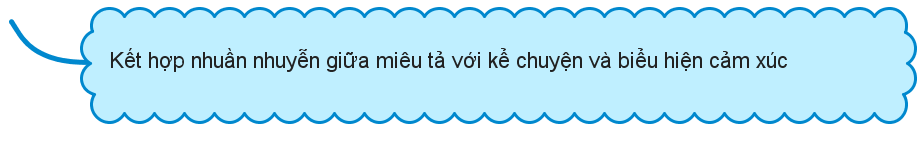 Kết hợp nhuần nhuyễn giữa miêu tả với kể chuyện và biểu hiện cảm xúc